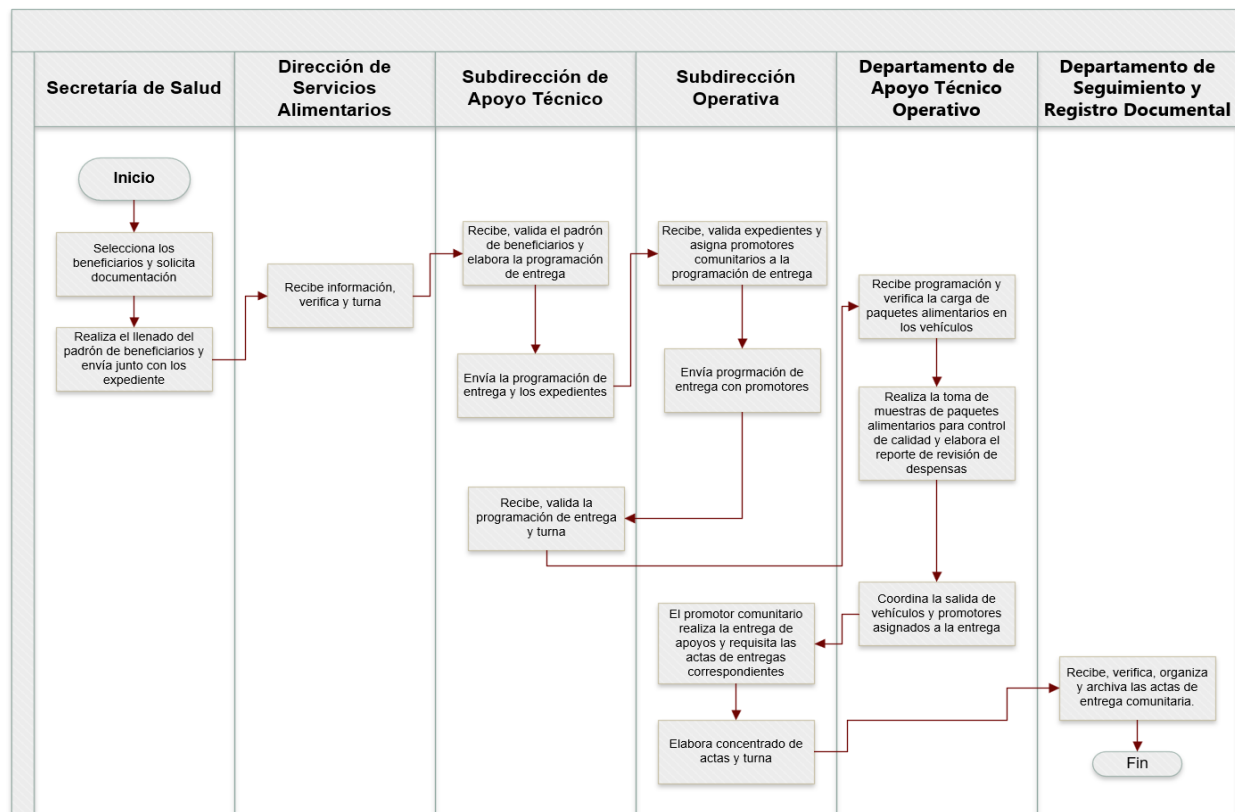 Secretaría de Salud
Dirección de
Servicios
Alimentarios
Subdirección de
Apoyo Técnico
Subdirección
Operativa
Departamento de
Apoyo Técnico
Operativo
Departamento de
Seguimiento y
Registro Documental
Inicio
Selecciona los
beneficiarios y solicita
documentación
Realiza el llenado del
padrón de beneficiarios y
envía junto con los
expediente
Recibe información,
verifica y turna
Recibe, valida el padrón
de beneficiarios y
elabora la programación
de entrega
Envía la programación de
entrega y los expedientes
Recibe, valida expedientes y
asigna promotores
comunitarios a la
programación de entrega
Envía progrmación de
entrega con promotores
Recibe, valida la
programación de entrega
y turna
Recibe programación y
verifica la carga de
paquetes alimentarios en
los vehículos
Realiza la toma de
muestras de paquetes
alimentarios para control
de calidad y elabora el
reporte de revisión de
despensas
Coordina la salida de
vehículos y promotores
asignados a la entrega
El promotor comunitario
realiza la entrega de
apoyos y requisita las
actas de entregas
correspondientes
Elabora concentrado de
actas y turna
Recibe, verifica, organiza
y archiva las actas de
entrega comunitaria.
Fin